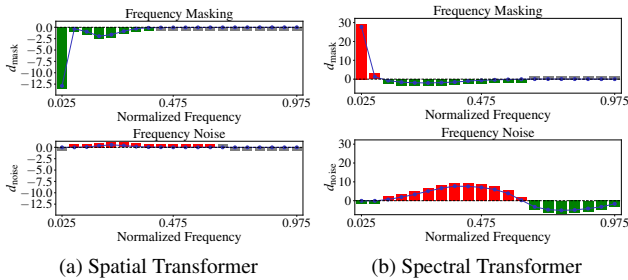 Frequency Masking
d_mask
0.0
−2.5
−5.0
−7.5
−10.0
−12.5
0.025 0.475 0.975
Normalized Frequency
Frequency Noise
d_noise
0.0
−2.5
−5.0
−7.5
−10.0
−12.5
0.025 0.475 0.975
Normalized Frequency
(a) Spatial Transformer
Frequency Masking
d_mask
30
20
10
0
0.025 0.475 0.975
Normalized Frequency
Frequency Noise
d_noise
30
20
10
0
0.025 0.475 0.975
Normalized Frequency
(b) Spectral Transformer